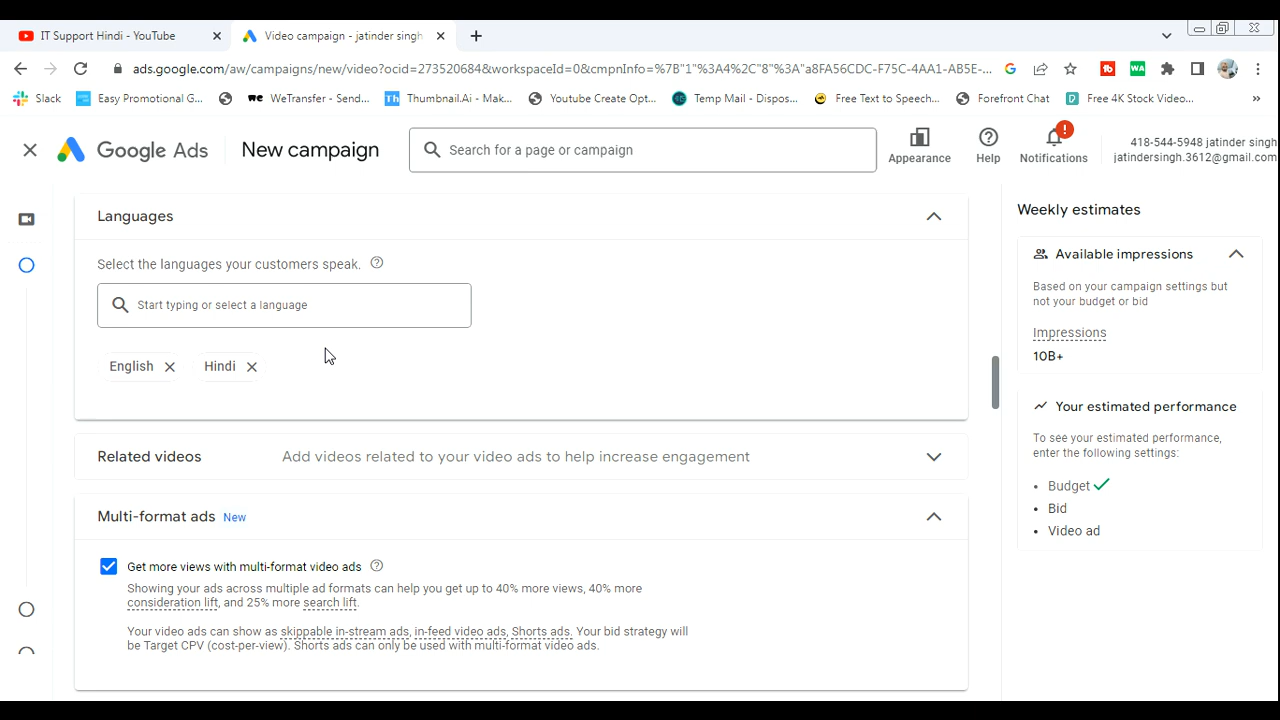 IT Support Hindi - YouTube
Video campaign - jatinder singh
ads.google.com/aw/campaigns/new/video?ocid=273520684&workspaceId=0&cmpnInfo=%7B"1"%3A4%2C"8"%3A"a8FA56CDC-F75C-4AA1-AB5E-...
Slack
Easy Promotional G...
WeTransfer - Send...
Thumbnail.Ai - Mak...
Youtube Create Opt...
Temp Mail - Dispos...
Free Text to Speech...
Forefront Chat
Free 4K Stock Video...
»
Google Ads
New campaign
Search for a page or campaign
Appearance
Help
!
Notifications
418-544-5948 jatinder singh
jatindersingh.3612@gmail.com
Languages
Select the languages your customers speak.
Start typing or select a language
English
Hindi
Related videos
Add videos related to your video ads to help increase engagement
Multi-format ads New
Get more views with multi-format video ads
Showing your ads across multiple ad formats can help you get up to 40% more views, 40% more
consideration lift, and 25% more search lift.
Your video ads can show as skippable in-stream ads, in-feed video ads, Shorts ads. Your bid strategy will
be Target CPV (cost-per-view). Shorts ads can only be used with multi-format video ads.
Weekly estimates
Available impressions
Based on your campaign settings but
not your budget or bid
Impressions
10B+
Your estimated performance
To see your estimated performance,
enter the following settings:
• Budget
• Bid
• Video ad